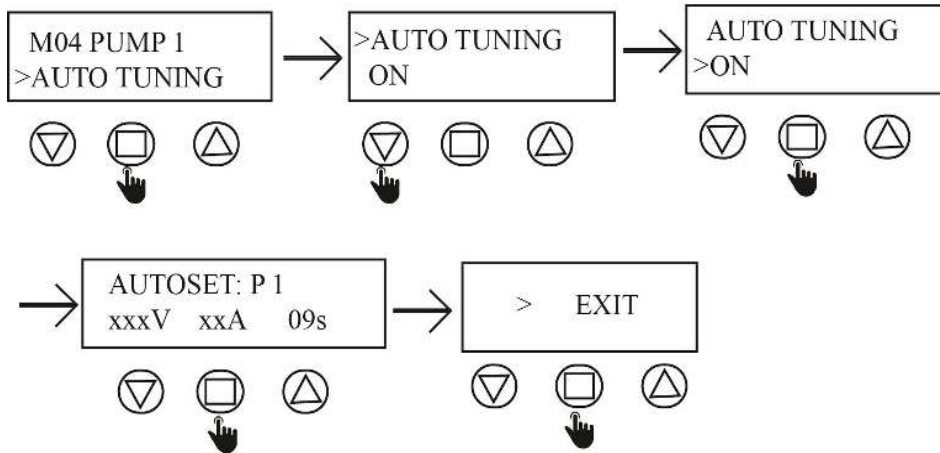 M04 PUMP 1
>AUTO TUNING
>AUTO TUNING
ON
AUTO TUNING
>ON
AUTOSET: P 1
xxxV xxA 09s
> EXIT